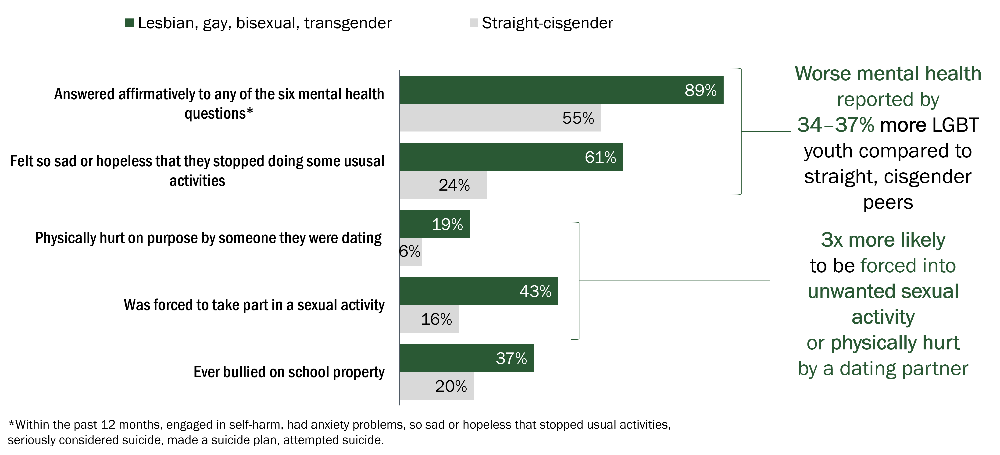 Lesbian, gay, bisexual, transgender
Straight-cisgender
Answered affirmatively to any of the six mental health
questions*
89%
55%
Felt so sad or hopeless that they stopped doing some ususal
activities
61%
24%
Physically hurt on purpose by someone they were dating
19%
6%
Was forced to take part in a sexual activity
43%
16%
Ever bullied on school property
37%
20%
Worse mental health
reported by
34–37% more LGBT
youth compared to
straight, cisgender
peers
3x more likely
to be forced into
unwanted sexual
activity
or physically hurt
by a dating partner
*Within the past 12 months, engaged in self-harm, had anxiety problems, so sad or hopeless that stopped usual activities,
seriously considered suicide, made a suicide plan, attempted suicide.